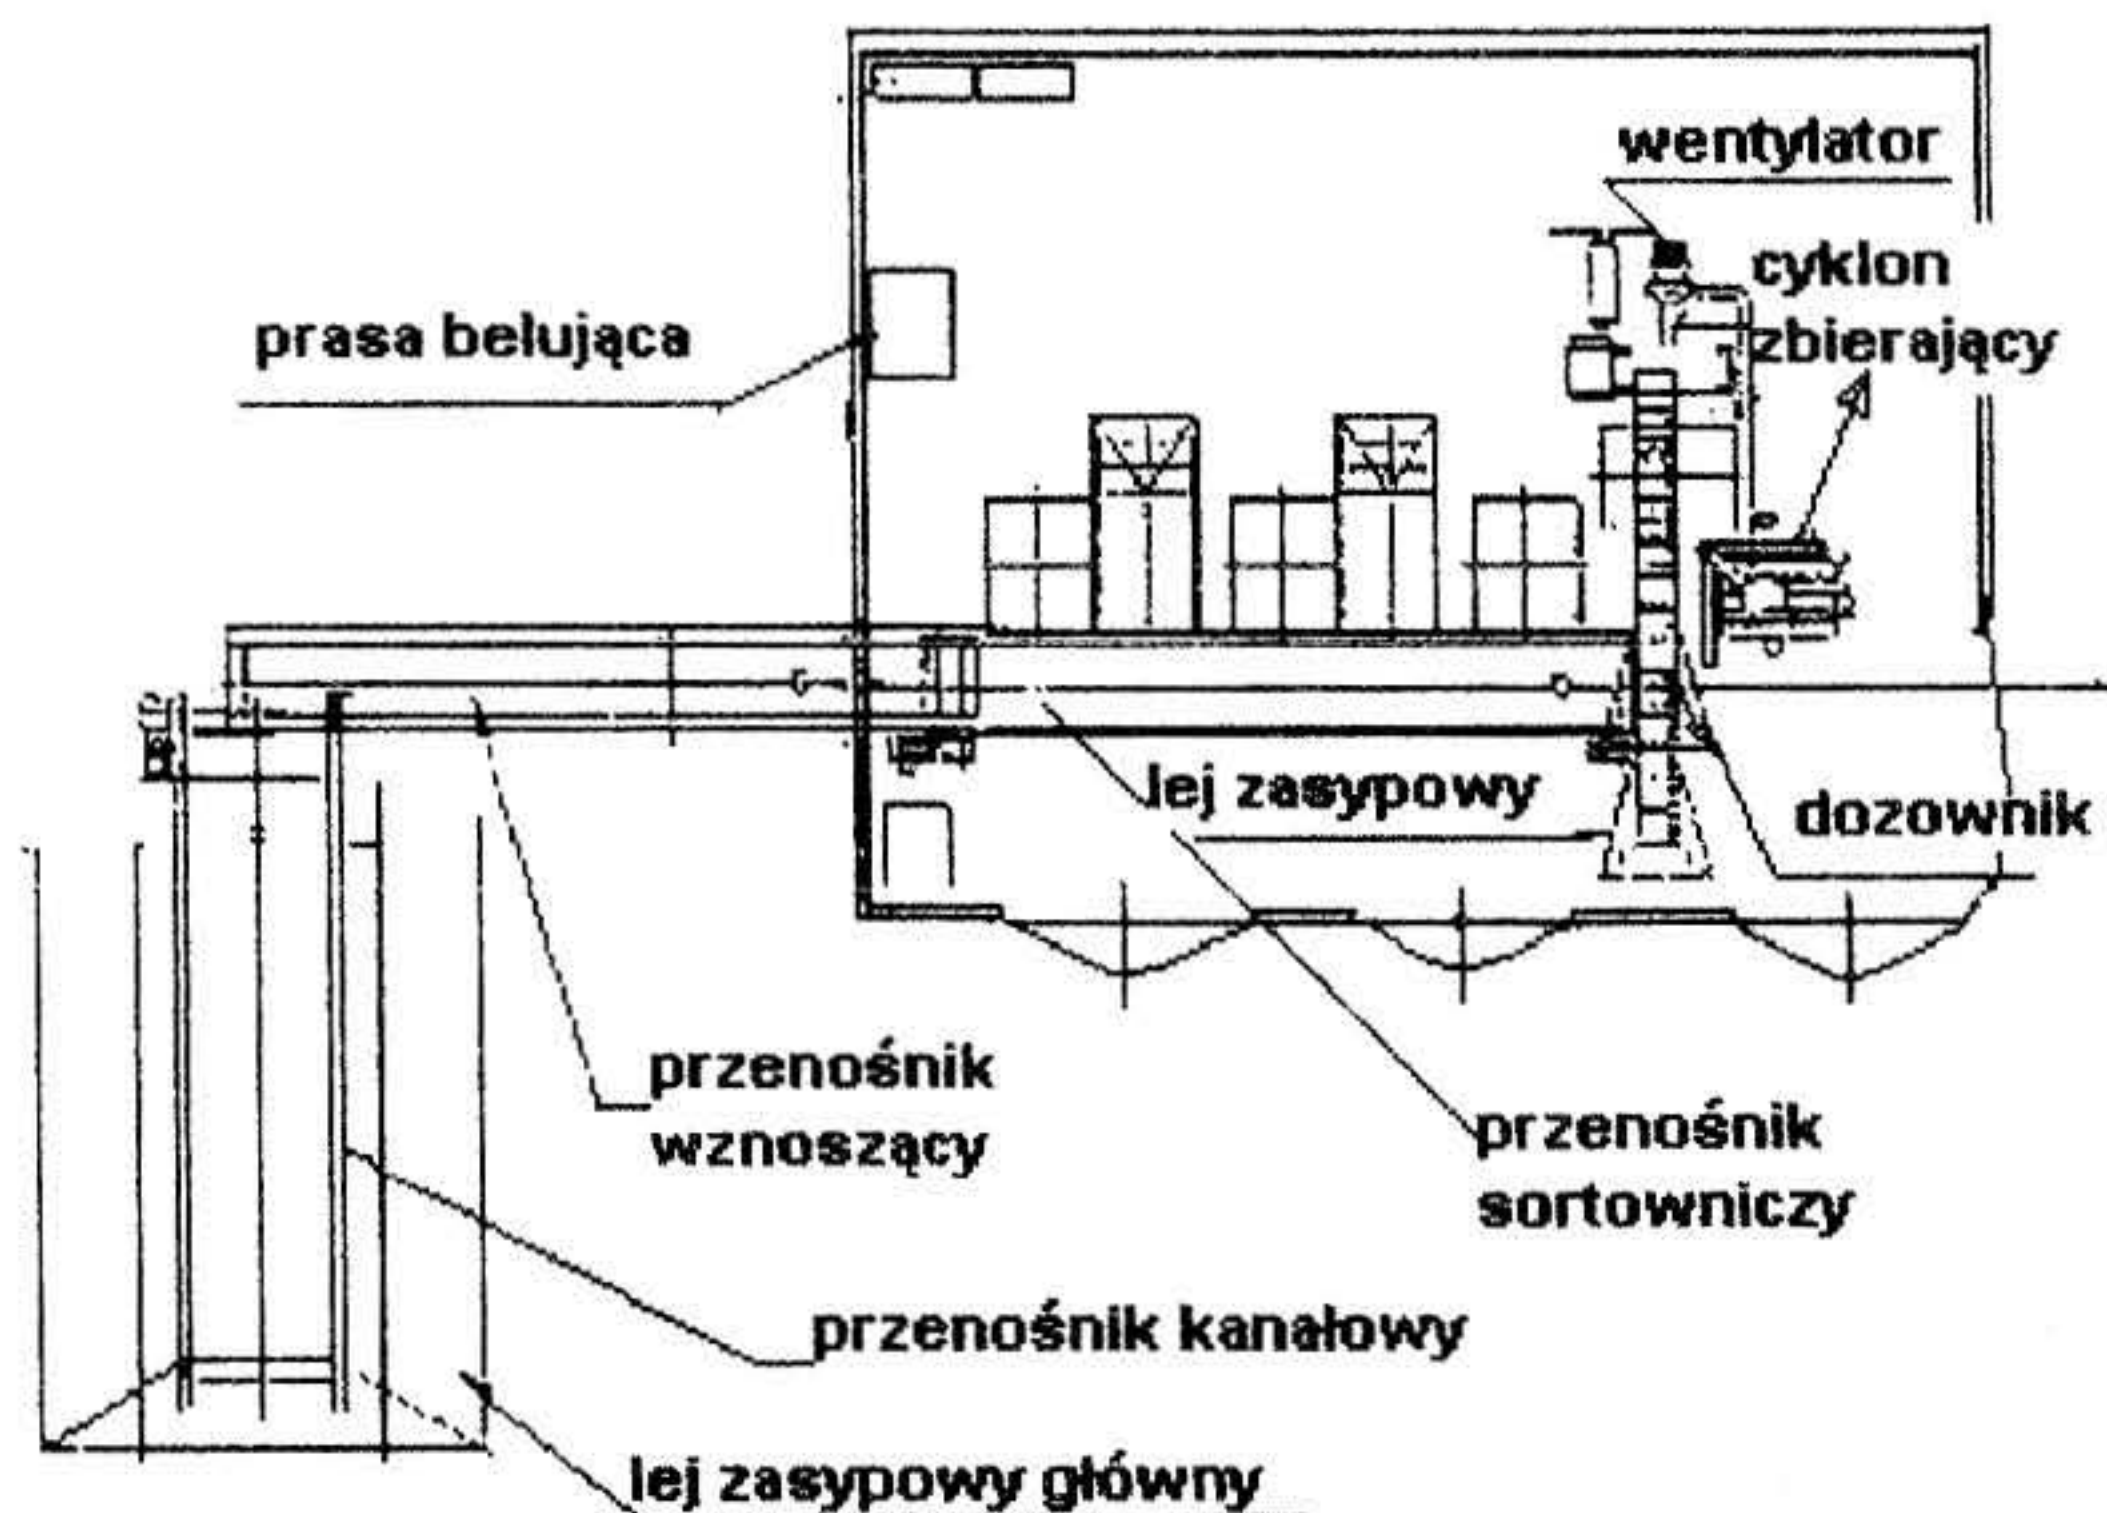 wentylator
cyklon
zbierający
prasa belująca
lej zasypowy
dozownik
przenośnik
wznoszący
przenośnik
sortowniczy
przenośnik kanałowy
lej zasypowy główny